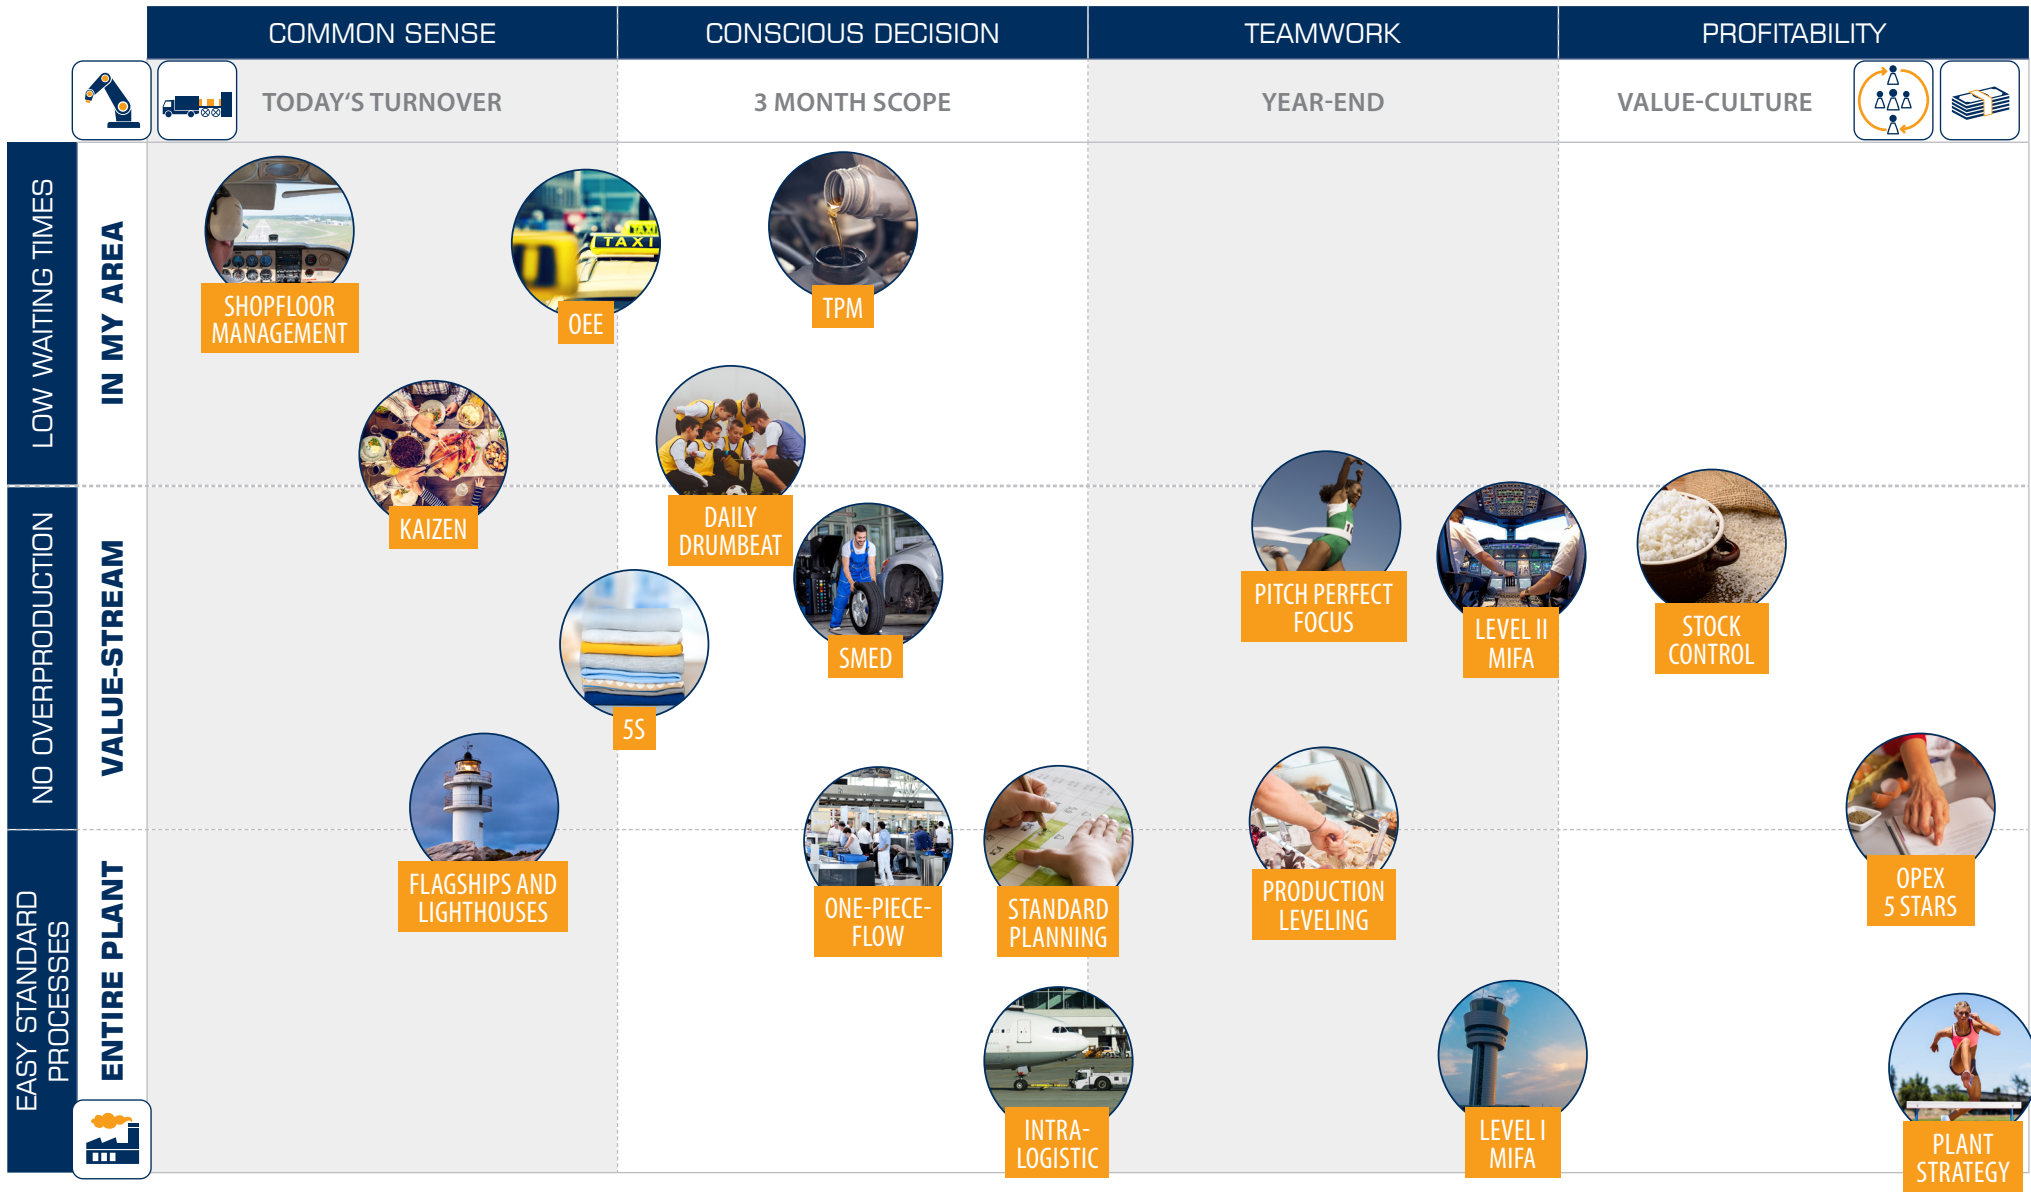 COMMON SENSE
CONSCIOUS DECISION
TEAMWORK
PROFITABILITY
TODAY'S TURNOVER
3 MONTH SCOPE
YEAR-END
VALUE-CULTURE
LOW WAITING TIMES
IN MY AREA
SHOPFLOOR
MANAGEMENT
TAXI
TAXI
OEE
TPM
KAIZEN
DAILY
DRUMBEAT
NO OVERPRODUCTION
VALUE-STREAM
SMED
PITCH PERFECT
FOCUS
LEVEL II
MIFA
STOCK
CONTROL
5S
EASY STANDARD
PROCESSES
ENTIRE PLANT
FLAGSHIPS AND
LIGHTHOUSES
ONE-PIECE-
FLOW
STANDARD
PLANNING
PRODUCTION
LEVELING
OPEX
5 STARS
INTRA-
LOGISTIC
LEVEL I
MIFA
PLANT
STRATEGY